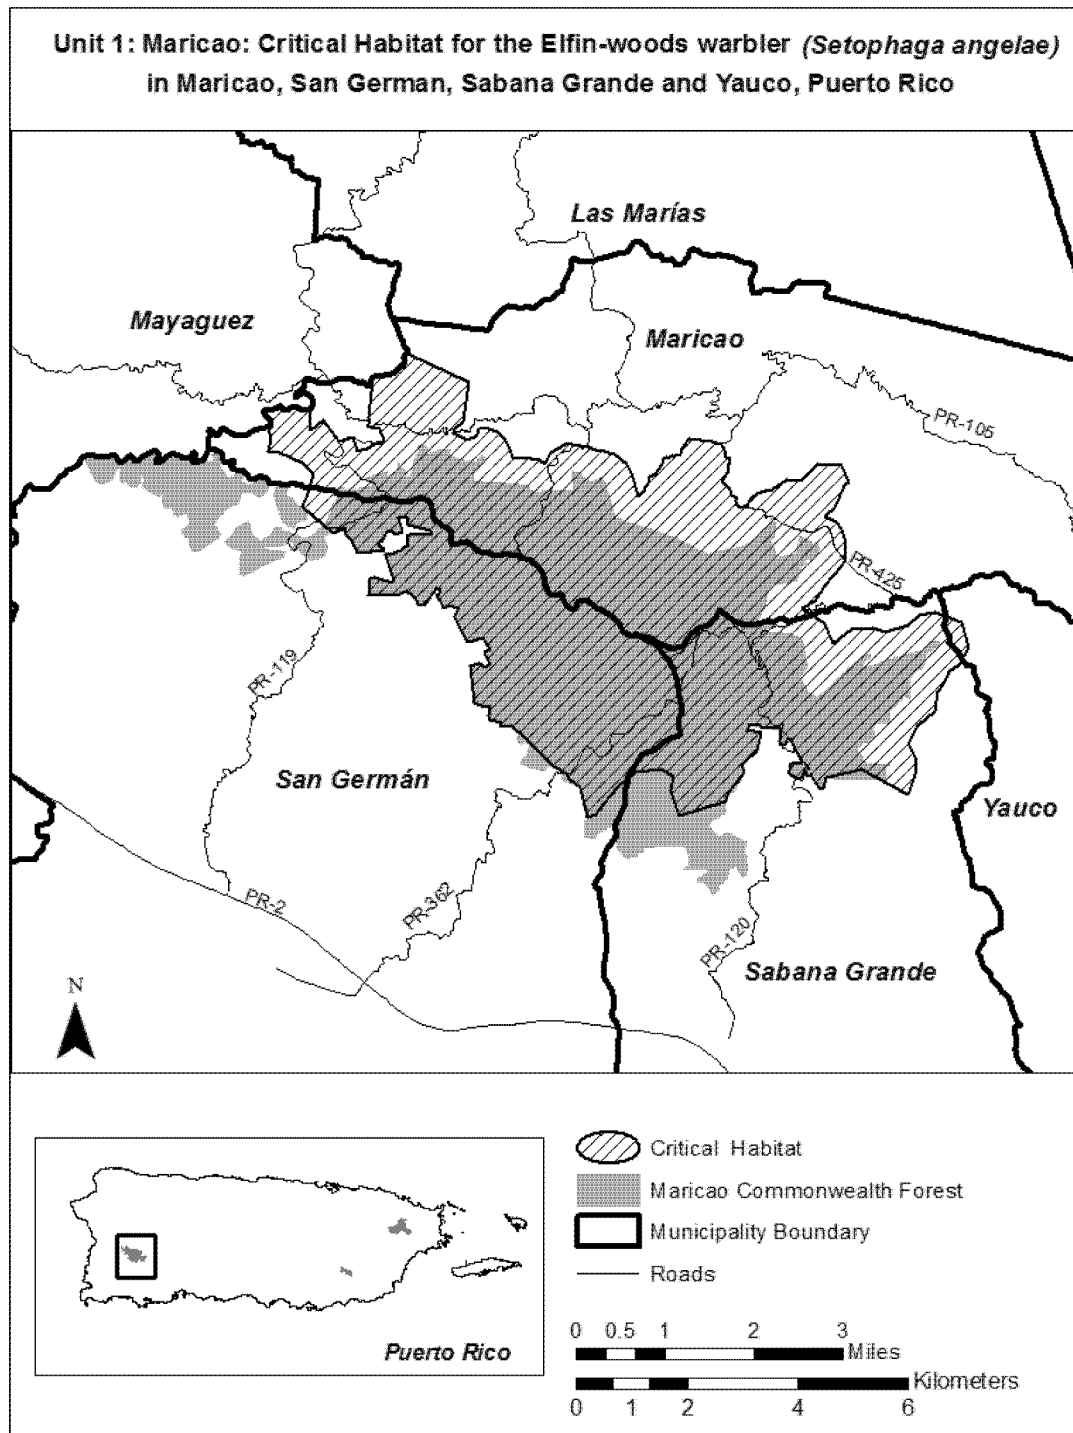 Unit 1: Maricao: Critical Habitat for the Elfin-woods warbler (Setophaga angelae)
in Maricao, San German, Sabana Grande and Yauco, Puerto Rico
Las Marías
Mayaguez
Maricao
PR-105
PR-425
PR-119
San Germán
Yauco
PR-2
PR-362
PR-120
Sabana Grande
N
Critical Habitat
Maricao Commonwealth Forest
Municipality Boundary
Roads
Puerto Rico
0 0.5 1 2 3
Miles
Kilometers
0 1 2 4 6